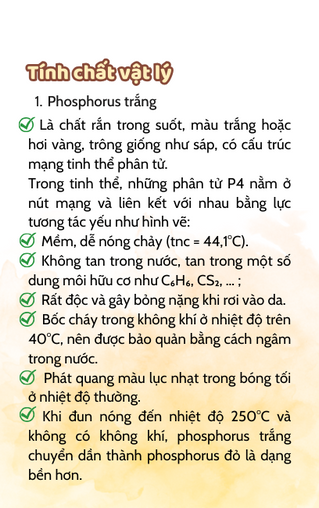 Tính chất vật lý
1. Phosphorus trắng
Là chất rắn trong suốt, màu trắng hoặc
hơi vàng, trông giống như sáp, có cấu trúc
mạng tinh thể phân tử.
Trong tinh thể, những phân tử P4 nằm ở
nút mạng và liên kết với nhau bằng lực
tương tác yếu như hình vẽ:
Mềm, dễ nóng chảy (tnc = 44,1°C).
Không tan trong nước, tan trong một số
dung môi hữu cơ như C₆H₆, CS₂, ... ;
Rất độc và gây bỏng nặng khi rơi vào da.
Bốc cháy trong không khí ở nhiệt độ trên
40°C, nên được bảo quản bằng cách ngâm
trong nước.
Phát quang màu lục nhạt trong bóng tối
ở nhiệt độ thường.
Khi đun nóng đến nhiệt độ 250°C và
không có không khí, phosphorus trắng
chuyển dần thành phosphorus đỏ là dạng
bền hơn.